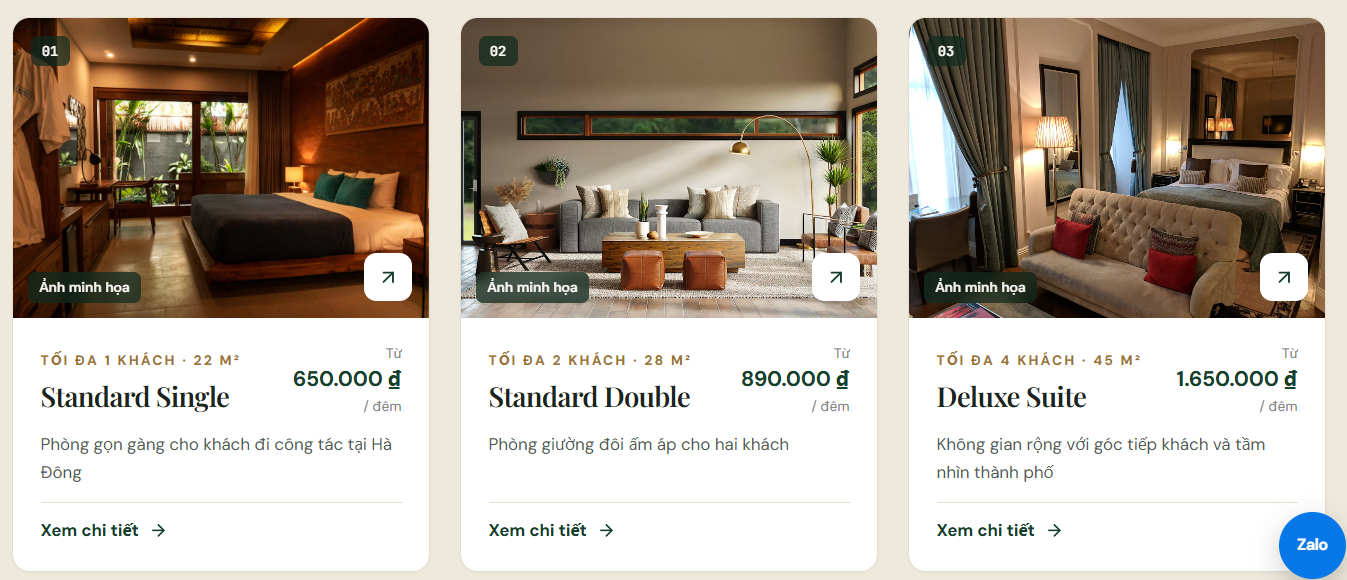 01
Ảnh minh họa
TỐI ĐA 1 KHÁCH · 22 M²
Standard Single
Từ
650.000 ₫
/ đêm
Phòng gọn gàng cho khách đi công tác tại Hà
Đông
Xem chi tiết →
02
Ảnh minh họa
TỐI ĐA 2 KHÁCH · 28 M²
Standard Double
Từ
890.000 ₫
/ đêm
Phòng giường đôi ấm áp cho hai khách
Xem chi tiết →
03
Ảnh minh họa
TỐI ĐA 4 KHÁCH · 45 M²
Deluxe Suite
Từ
1.650.000 ₫
/ đêm
Không gian rộng với góc tiếp khách và tầm
nhìn thành phố
Xem chi tiết →
Zalo